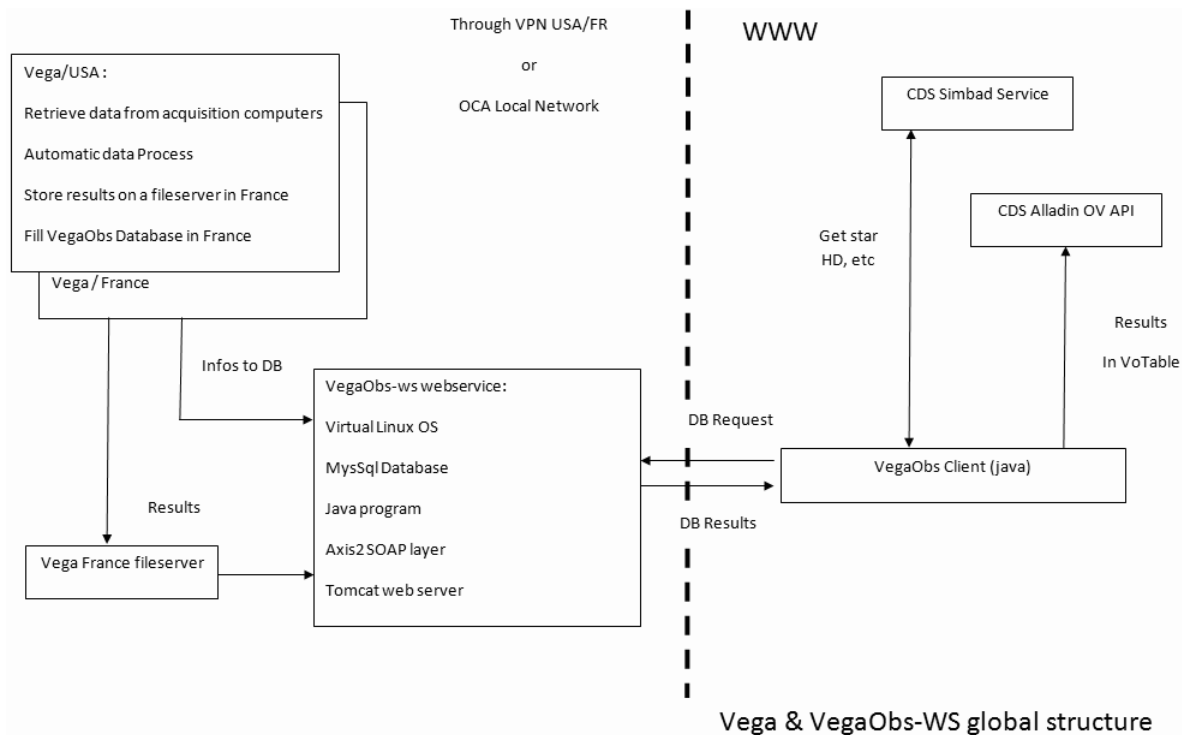 Through VPN USA/FR
or
OCA Local Network
WWW
Vega/USA :
Retrieve data from acquisition computers
Automatic data Process
Store results on a fileserver in France
Fill VegaObs Database in France
Vega / France
CDS Simbad Service
CDS Alladin OV API
Get star
HD, etc
Results
In VoTable
Infos to DB
VegaObs-ws webservice:
Virtual Linux OS
MysSql Database
Java program
Axis2 SOAP layer
Tomcat web server
DB Request
VegaObs Client (java)
DB Results
Results
Vega France fileserver
Vega & VegaObs-WS global structure